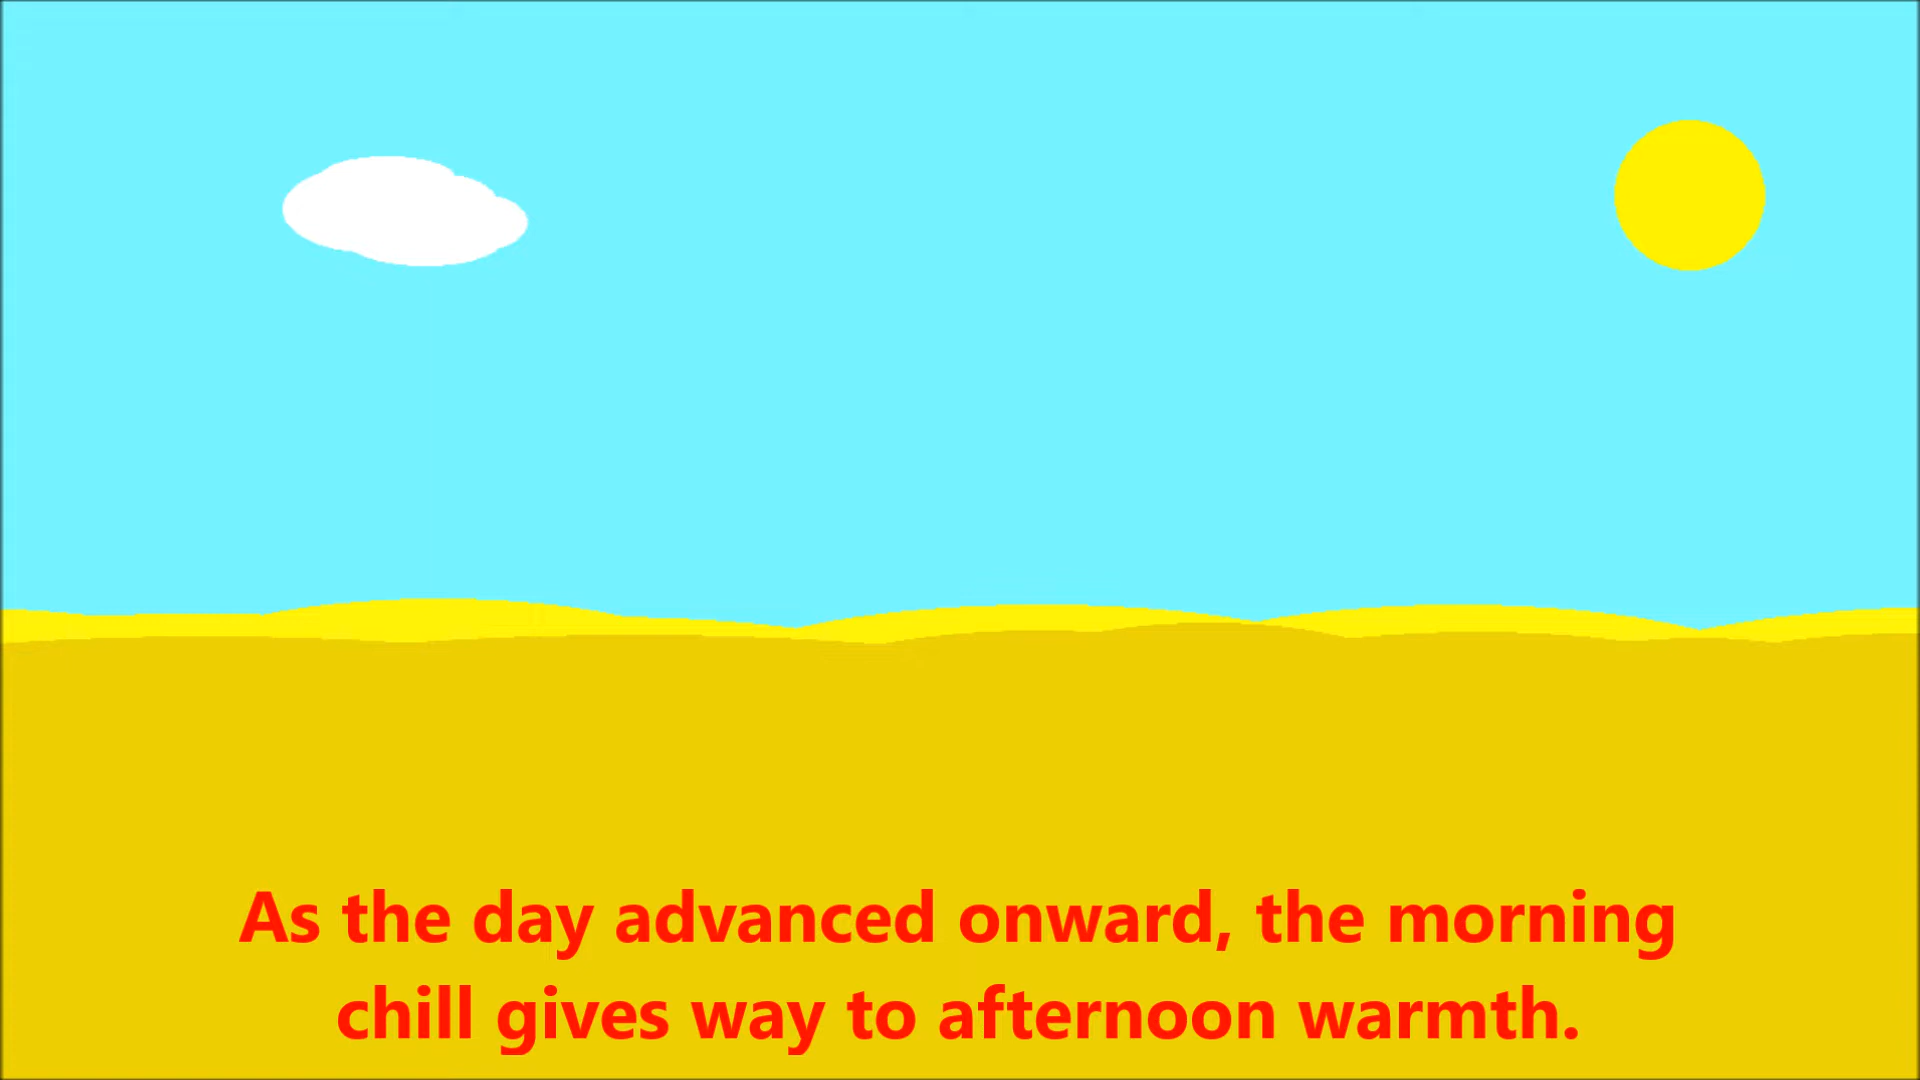 As the day advanced onward, the morning
chill gives way to afternoon warmth.